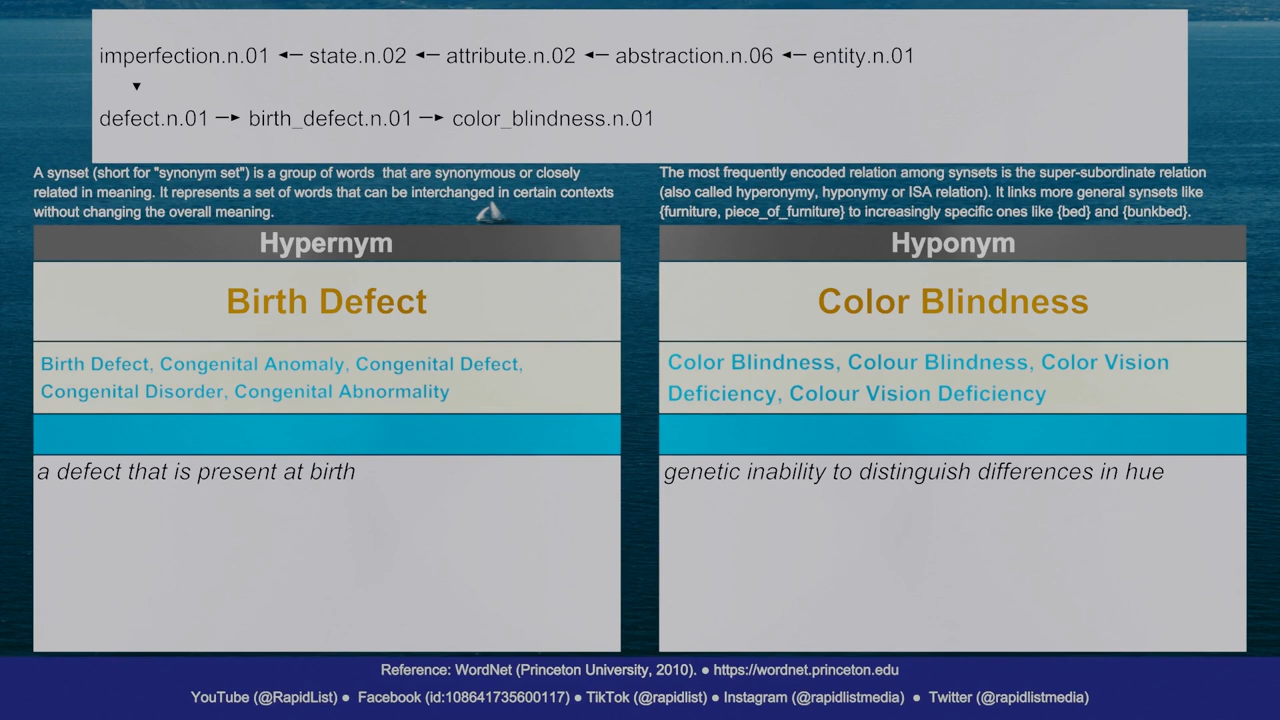 imperfection.n.01 ◄─ state.n.02 ◄─ attribute.n.02 ◄─ abstraction.n.06 ◄─ entity.n.01
▼
defect.n.01 ─► birth_defect.n.01 ─► color_blindness.n.01
A synset (short for "synonym set") is a group of words that are synonymous or closely
related in meaning. It represents a set of words that can be interchanged in certain contexts
without changing the overall meaning.
The most frequently encoded relation among synsets is the super-subordinate relation
(also called hyperonymy, hyponymy or ISA relation). It links more general synsets like
{furniture, piece_of_furniture} to increasingly specific ones like {bed} and {bunkbed}.
Hypernym
Birth Defect
Birth Defect, Congenital Anomaly, Congenital Defect,
Congenital Disorder, Congenital Abnormality
a defect that is present at birth
Hyponym
Color Blindness
Color Blindness, Colour Blindness, Color Vision
Deficiency, Colour Vision Deficiency
genetic inability to distinguish differences in hue
Reference: WordNet (Princeton University, 2010). ● https://wordnet.princeton.edu
YouTube (@RapidList) ● Facebook (id:108641735600117) ● TikTok (@rapidlist) ● Instagram (@rapidlistmedia) ● Twitter (@rapidlistmedia)